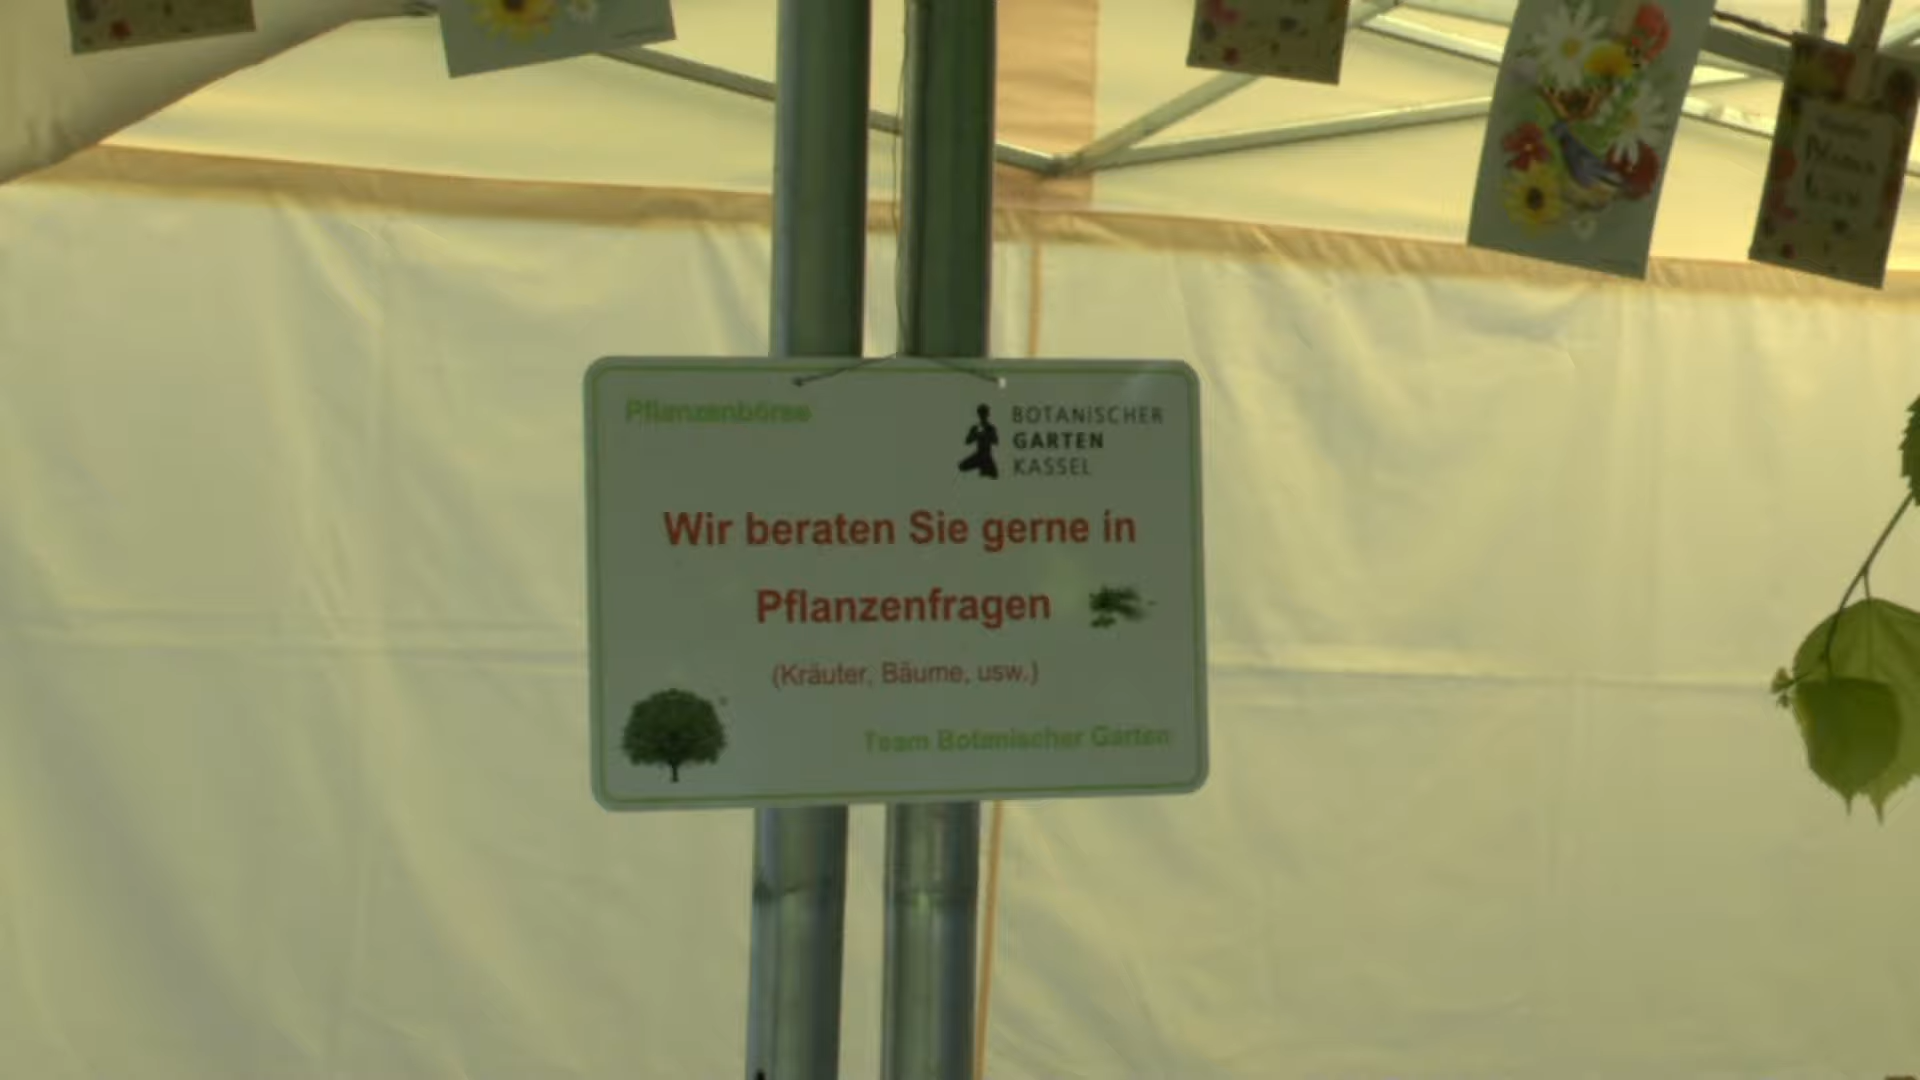 Pflanzenbörse
BOTANISCHER
GARTEN
KASSEL
Wir beraten Sie gerne in
Pflanzenfragen
(Kräuter, Bäume, usw.)
Team Botanischer Garten